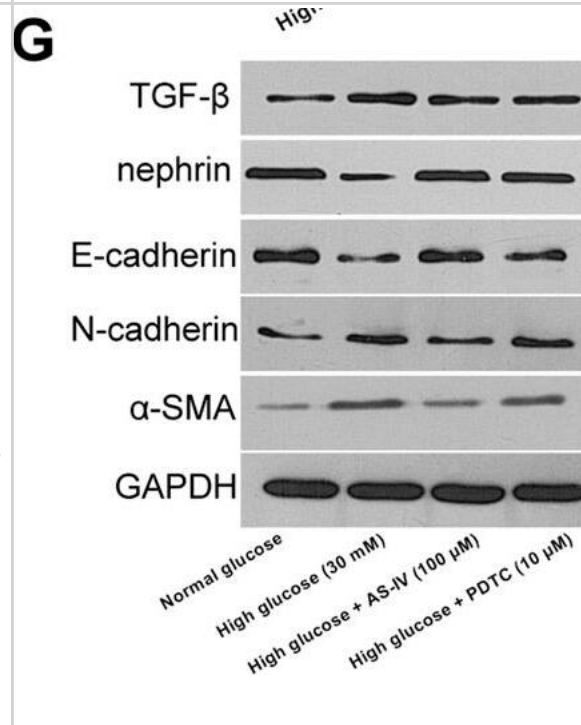 High
G
TGF-β
nephrin
E-cadherin
N-cadherin
α-SMA
GAPDH
Normal glucose
High glucose (30 mM)
High glucose + AS-IV (100 μM)
High glucose + PDTC (10 μM)